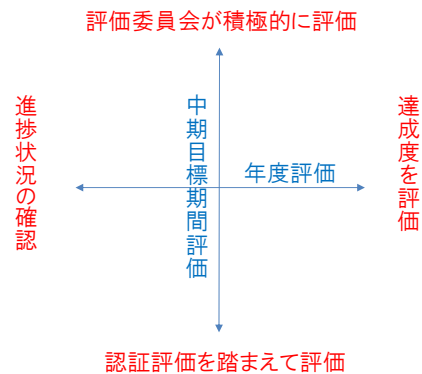 評価委員会が積極的に評価
進捗状況の確認
中期目標期間評価
年度評価
達成度を評価
認証評価を踏まえて評価